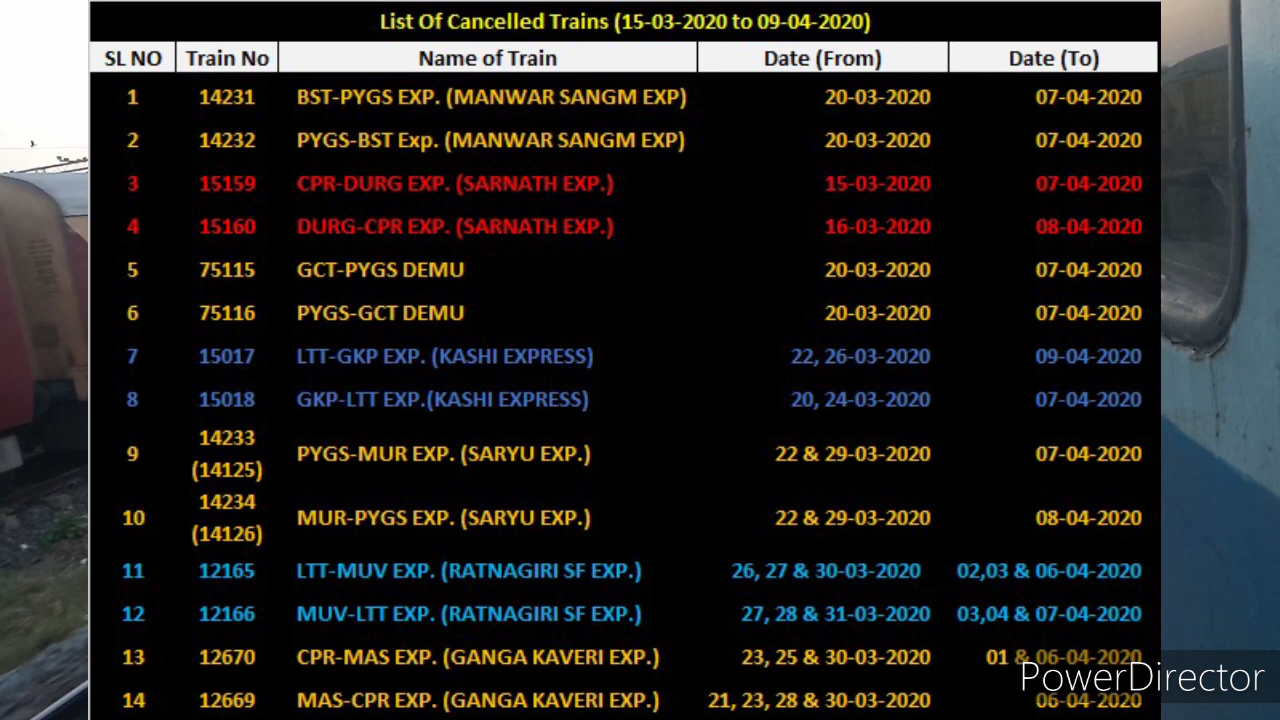 List Of Cancelled Trains (15-03-2020 to 09-04-2020)
SL NO Train No Name of Train Date (From) Date (To)
1 14231 BST-PYGS EXP. (MANWAR SANGM EXP) 20-03-2020 07-04-2020
2 14232 PYGS-BST Exp. (MANWAR SANGM EXP) 20-03-2020 07-04-2020
3 15159 CPR-DURG EXP. (SARNATH EXP.) 15-03-2020 07-04-2020
4 15160 DURG-CPR EXP. (SARNATH EXP.) 16-03-2020 08-04-2020
5 75115 GCT-PYGS DEMU 20-03-2020 07-04-2020
6 75116 PYGS-GCT DEMU 20-03-2020 07-04-2020
7 15017 LTT-GKP EXP. (KASHI EXPRESS) 22, 26-03-2020 09-04-2020
8 15018 GKP-LTT EXP.(KASHI EXPRESS) 20, 24-03-2020 07-04-2020
9 14233 (14125) PYGS-MUR EXP. (SARYU EXP.) 22 & 29-03-2020 07-04-2020
10 14234 (14126) MUR-PYGS EXP. (SARYU EXP.) 22 & 29-03-2020 08-04-2020
11 12165 LTT-MUV EXP. (RATNAGIRI SF EXP.) 26, 27 & 30-03-2020 02,03 & 06-04-2020
12 12166 MUV-LTT EXP. (RATNAGIRI SF EXP.) 27, 28 & 31-03-2020 03,04 & 07-04-2020
13 12670 CPR-MAS EXP. (GANGA KAVERI EXP.) 23, 25 & 30-03-2020 01 & 06-04-2020
14 12669 MAS-CPR EXP. (GANGA KAVERI EXP.) 21, 23, 28 & 30-03-2020 06-04-2020
PowerDirector